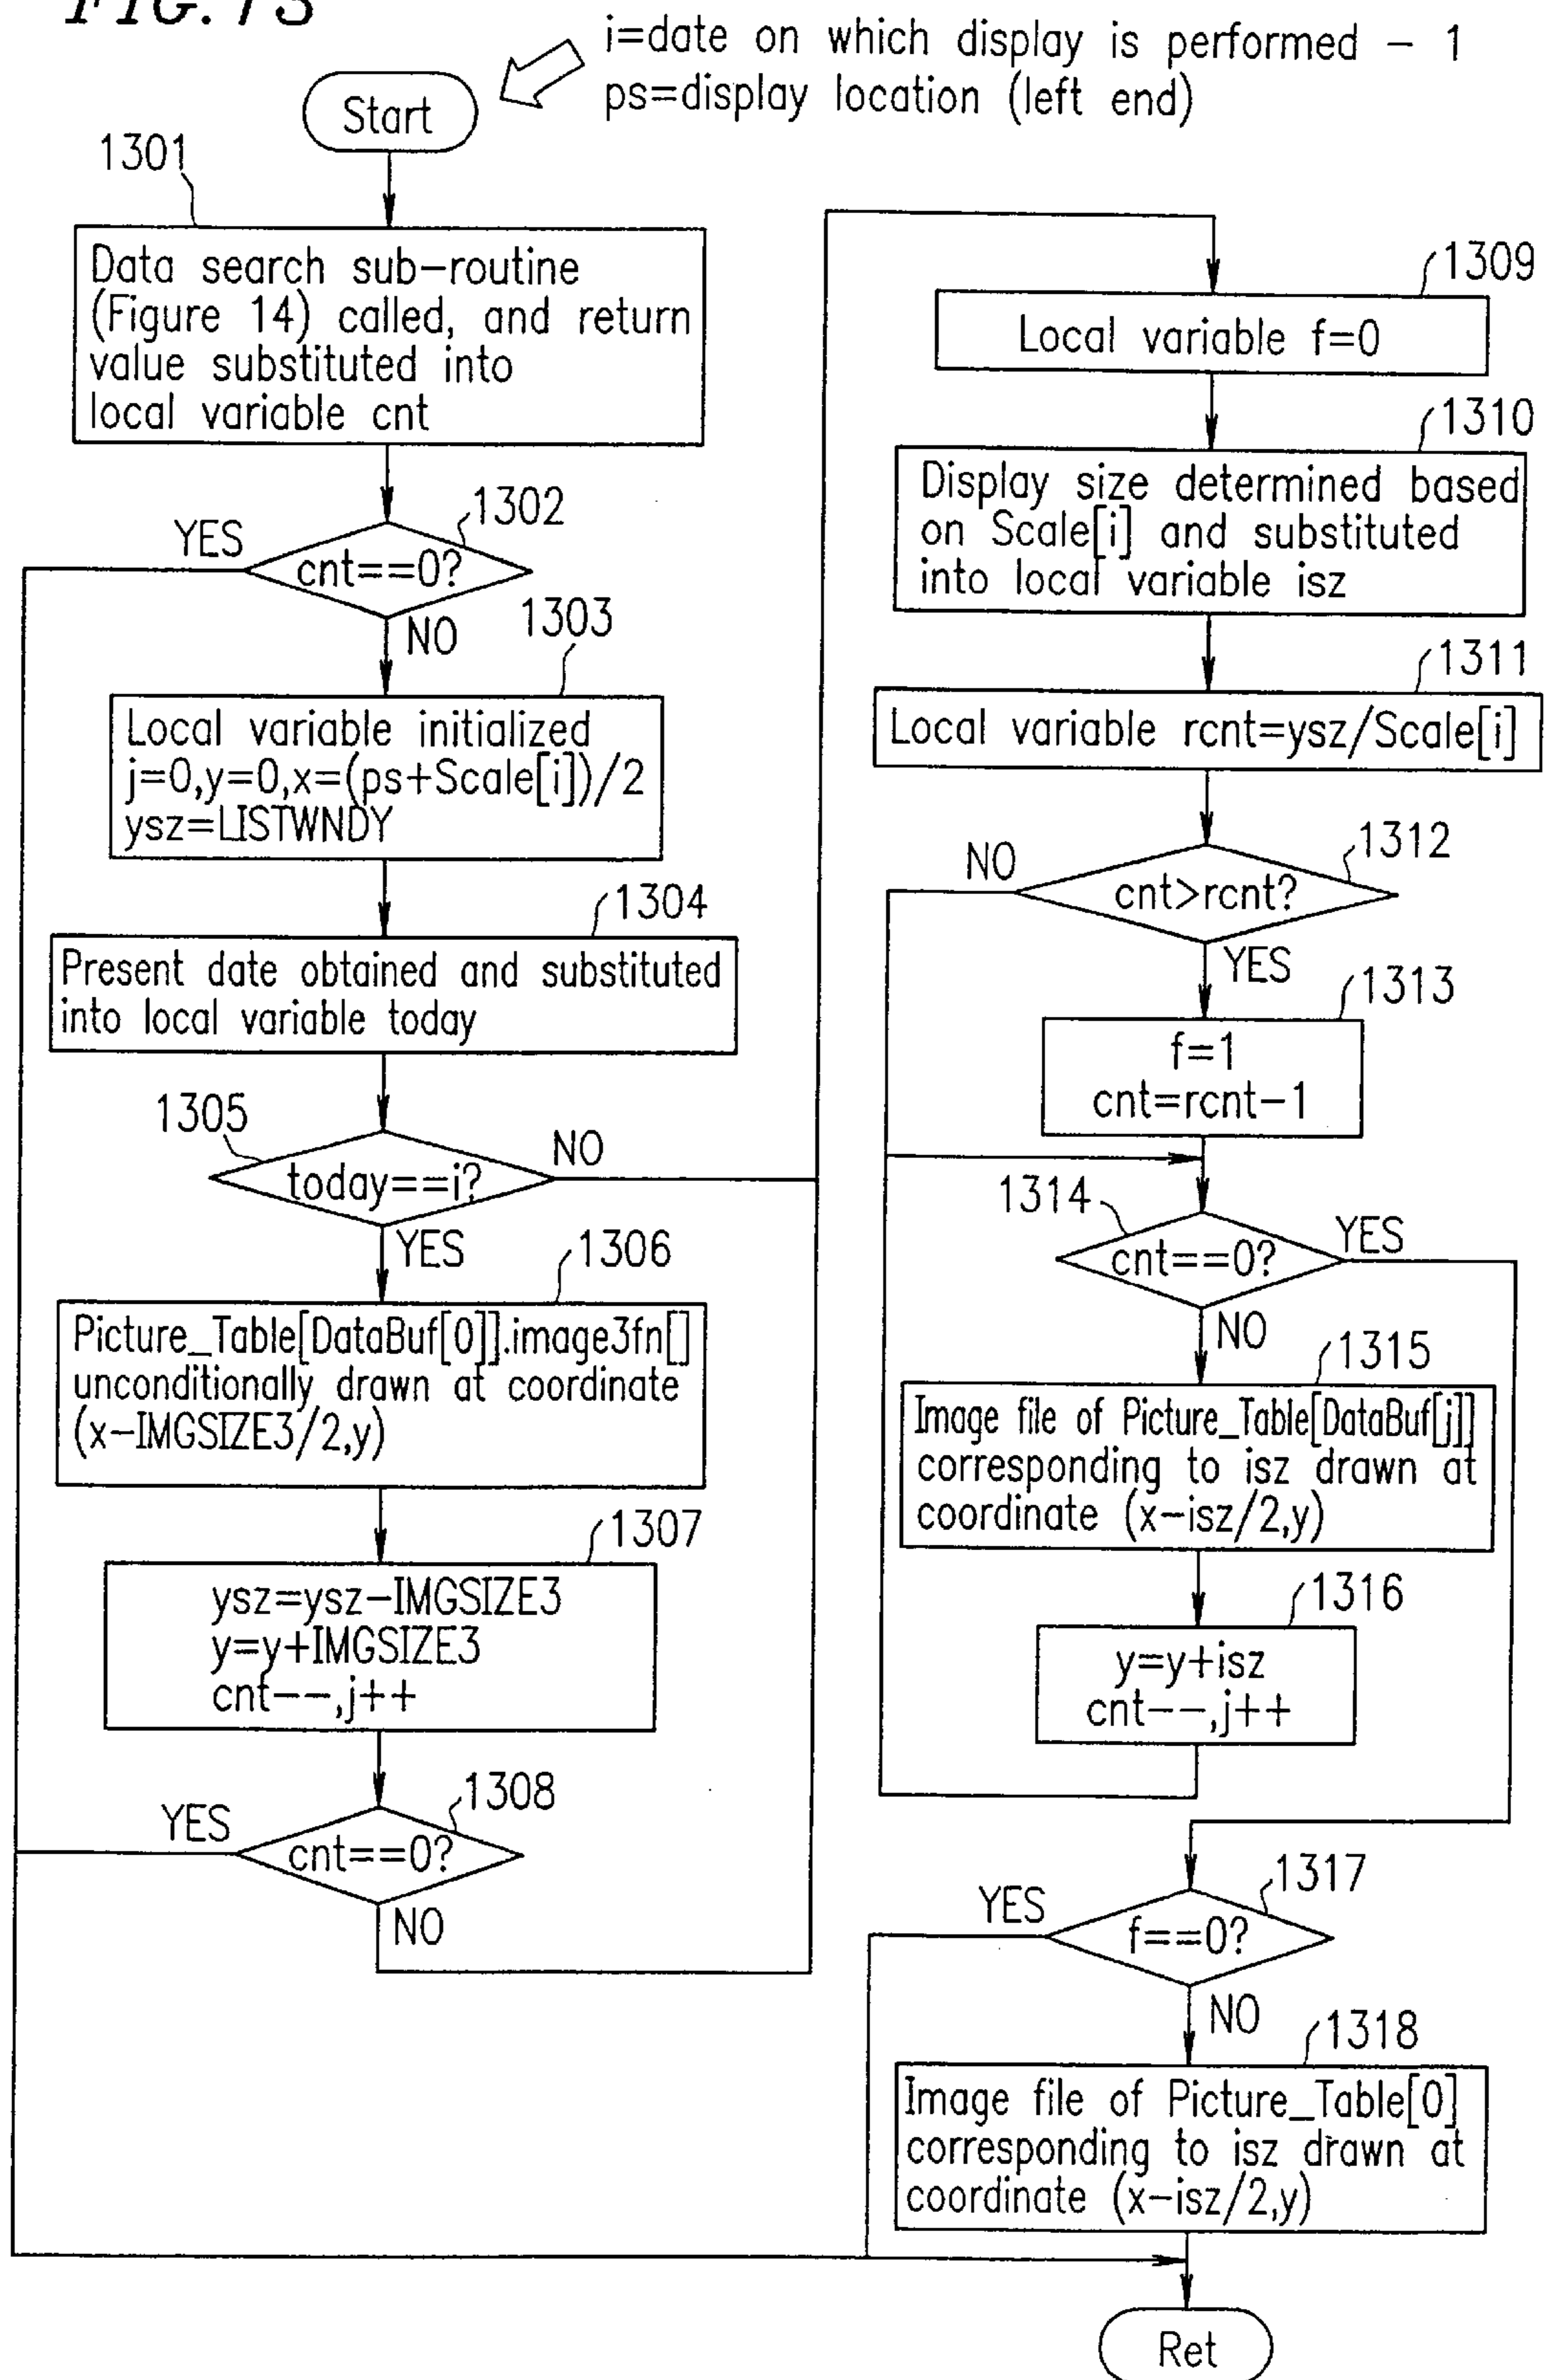 FIG. 13
i=date on which display is performed - 1
ps=display location (left end)
Start
1301
Data search sub-routine
(Figure 14) called, and return
value substituted into
local variable cnt
1302
YES
cnt==0?
NO
1303
Local variable initialized
j=0,y=0,x=(ps+Scale[i])/2
ysz=LISTWNDY
1304
Present date obtained and substituted
into local variable today
1305
today==i?
NO
YES
1306
Picture_Table[DataBuf[0]].image3fn[]
unconditionally drawn at coordinate
(x-IMGSIZE3/2,y)
1307
ysz=ysz-IMGSIZE3
y=y+IMGSIZE3
cnt--,j++
1308
YES
cnt==0?
NO
1309
Local variable f=0
1310
Display size determined based
on Scale[i] and substituted
into local variable isz
1311
Local variable rcnt=ysz/Scale[i]
1312
NO
cnt>rcnt?
YES
1313
f=1
cnt=rcnt-1
1314
cnt==0?
YES
NO
1315
Image file of Picture_Table[DataBuf[j]]
corresponding to isz drawn at
coordinate (x-isz/2,y)
1316
y=y+isz
cnt--,j++
1317
YES
f==0?
NO
1318
Image file of Picture_Table[0]
corresponding to isz drawn at
coordinate (x-isz/2,y)
Ret